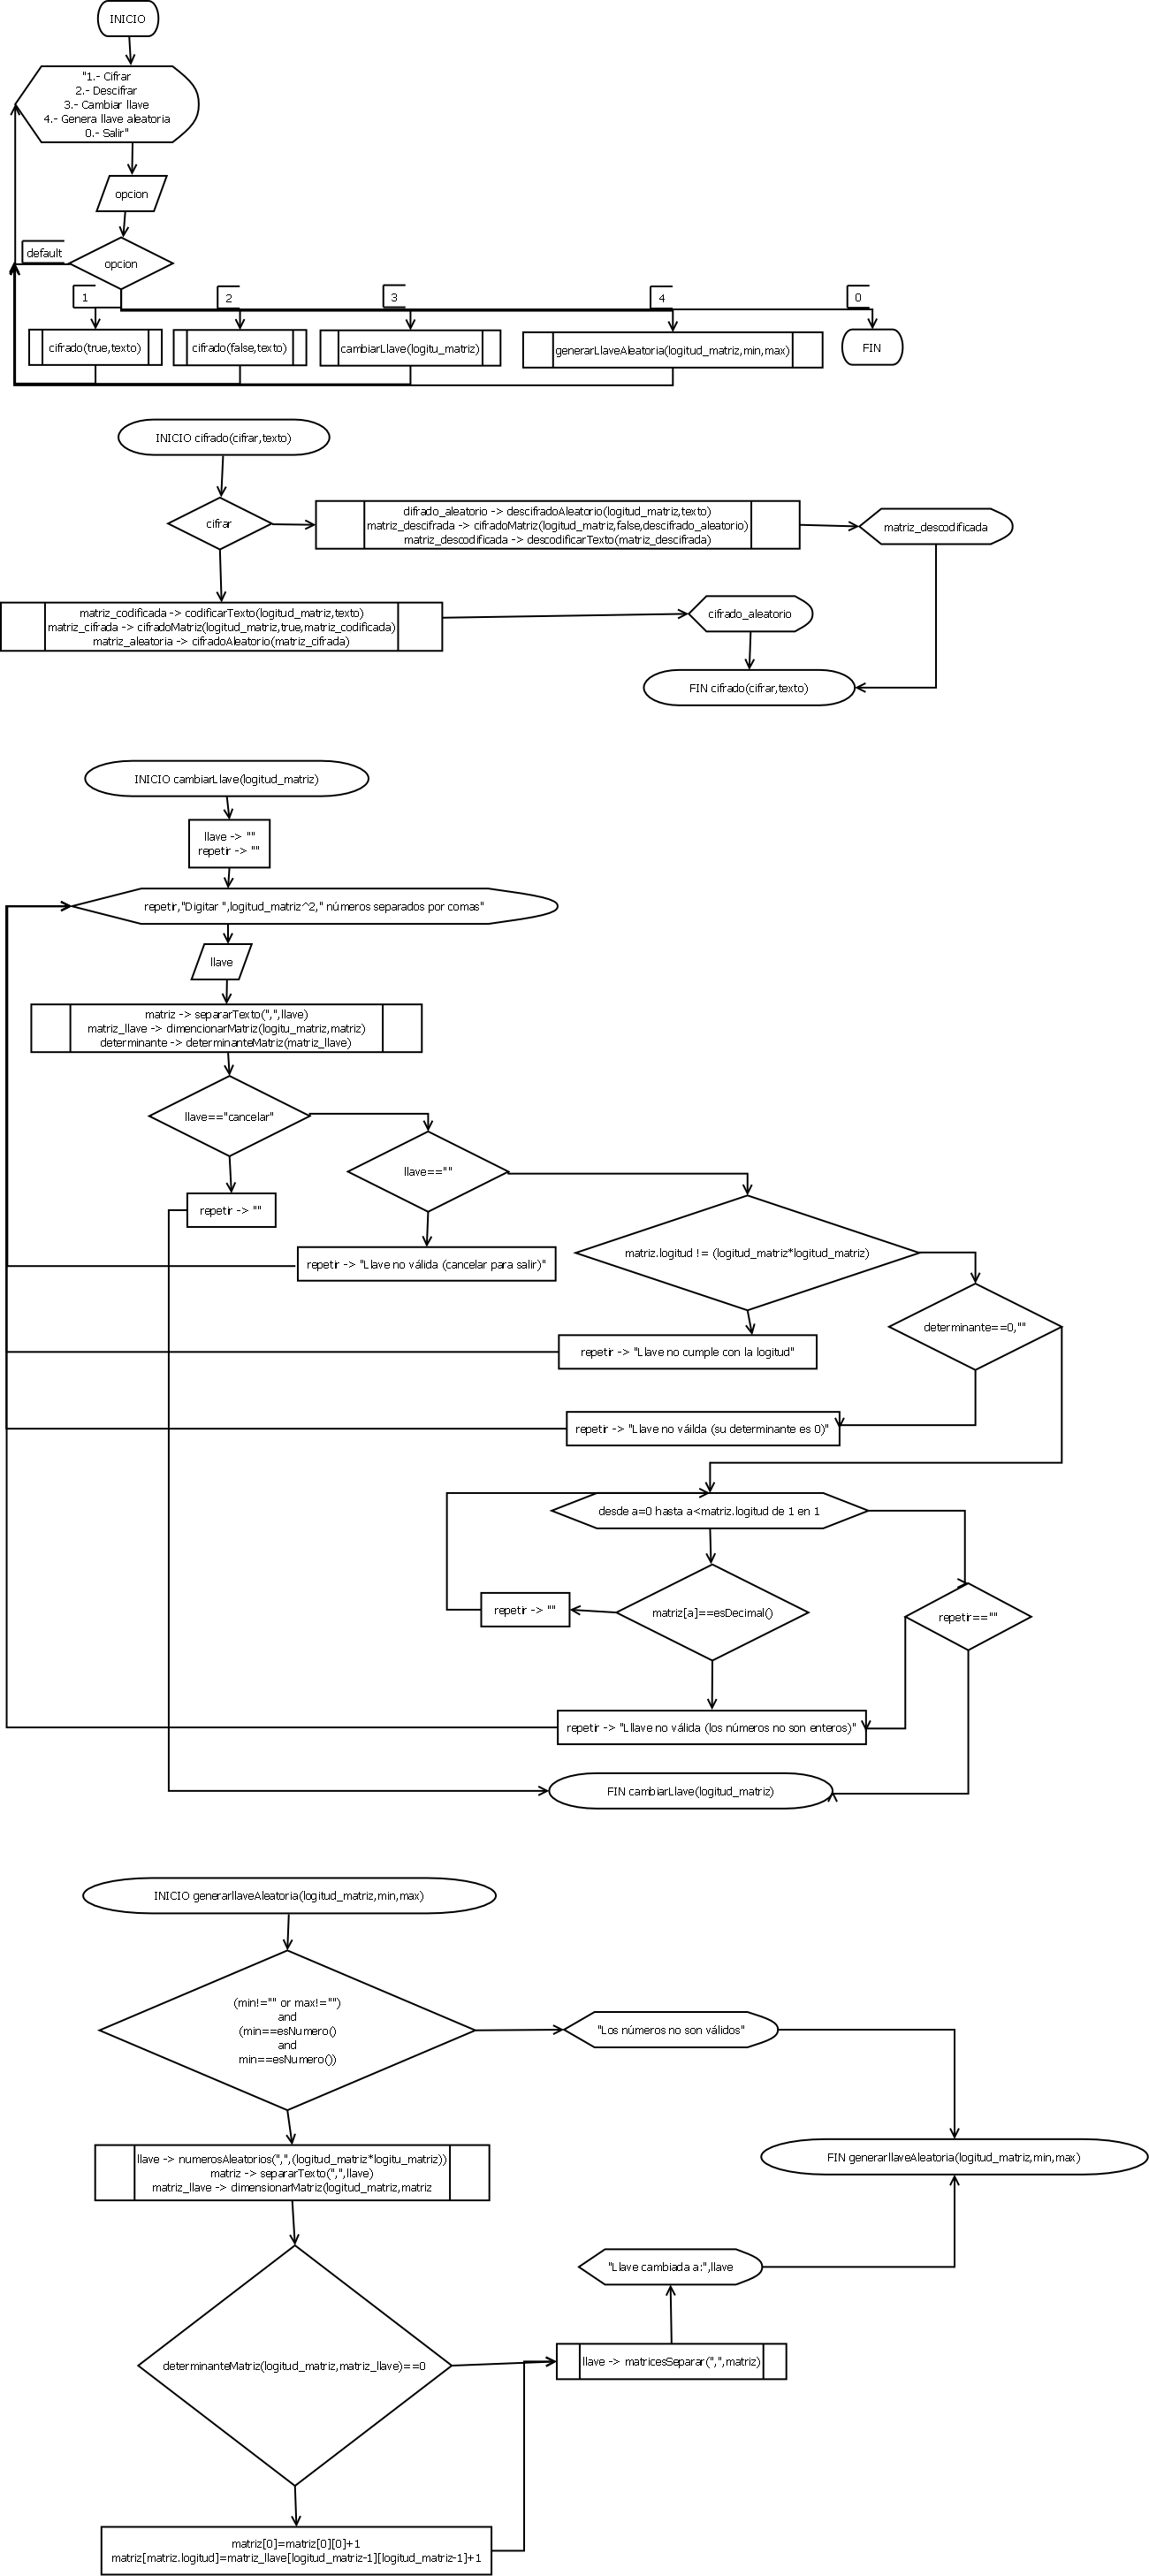 INICIO
"1.- Cifrar
2.- Descifrar
3.- Cambiar llave
4.- Genera llave aleatoria
0.- Salir"
opcion
default
opcion
1
2
3
4
0
cifrado(true,texto)
cifrado(false,texto)
cambiarLlave(logitu_matriz)
generarLlaveAleatoria(logitud_matriz,min,max)
FIN
INICIO cifrado(cifrar,texto)
cifrar
difrado_aleatorio -> descifradoAleatorio(logitud_matriz,texto)
matriz_descifrada -> cifradoMatriz(logitud_matriz,false,descifrado_aleatorio)
matriz_descodificada -> descodificarTexto(matriz_descifrada)
matriz_descodificada
matriz_codificada -> codificarTexto(logitud_matriz,texto)
matriz_cifrada -> cifradoMatriz(logitud_matriz,true,matriz_codificada)
matriz_aleatoria -> cifradoAleatorio(matriz_cifrada)
cifrado_aleatorio
FIN cifrado(cifrar,texto)
INICIO cambiarLlave(logitud_matriz)
llave -> ""
repetir -> ""
repetir,"Digitar ",logitud_matriz^2," números separados por comas"
llave
matriz -> separarTexto(",",llave)
matriz_llave -> dimencionarMatriz(logitu_matriz,matriz)
determinante -> determinanteMatriz(matriz_llave)
llave=="cancelar"
llave==""
repetir -> ""
matriz.logitud != (logitud_matriz*logitud_matriz)
repetir -> "Llave no válida (cancelar para salir)"
determinante==0,""
repetir -> "Llave no cumple con la logitud"
repetir -> "Llave no váilda (su determinante es 0)"
desde a=0 hasta a<matriz.logitud de 1 en 1
repetir -> ""
matriz[a]==esDecimal()
repetir==""
repetir -> "Lllave no válida (los números no son enteros)"
FIN cambiarLlave(logitud_matriz)
INICIO generarllaveAleatoria(logitud_matriz,min,max)
(min!="" or max!="")
and
(min==esNumero()
and
min==esNumero())
"Los números no son válidos"
llave -> numerosAleatorios(",",(logitud_matriz*logitu_matriz))
matriz -> separarTexto(",",llave)
matriz_llave -> dimensionarMatriz(logitud_matriz,matriz
FIN generarllaveAleatoria(logitud_matriz,min,max)
"Llave cambiada a:",llave
determinanteMatriz(logitud_matriz,matriz_llave)==0
llave -> matricesSeparar(",",matriz)
matriz[0]=matriz[0][0]+1
matriz[matriz.logitud]=matriz_llave[logitud_matriz-1][logitud_matriz-1]+1